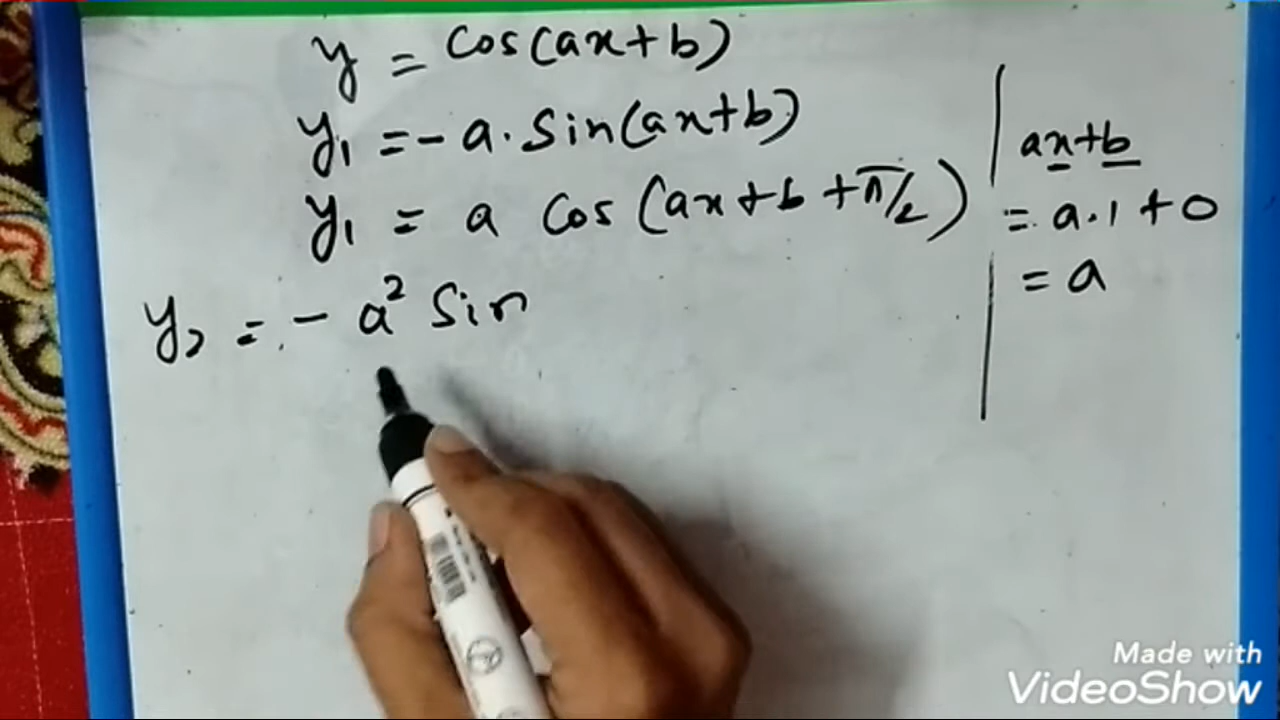 y = cos(ax+b)
y₁ = - a. Sin(ax+b)
y₁ = a cos(ax+b+π/2)
y₂ = - a² Sin
ax+b
= a.1 + 0
= a
Made with
VideoShow